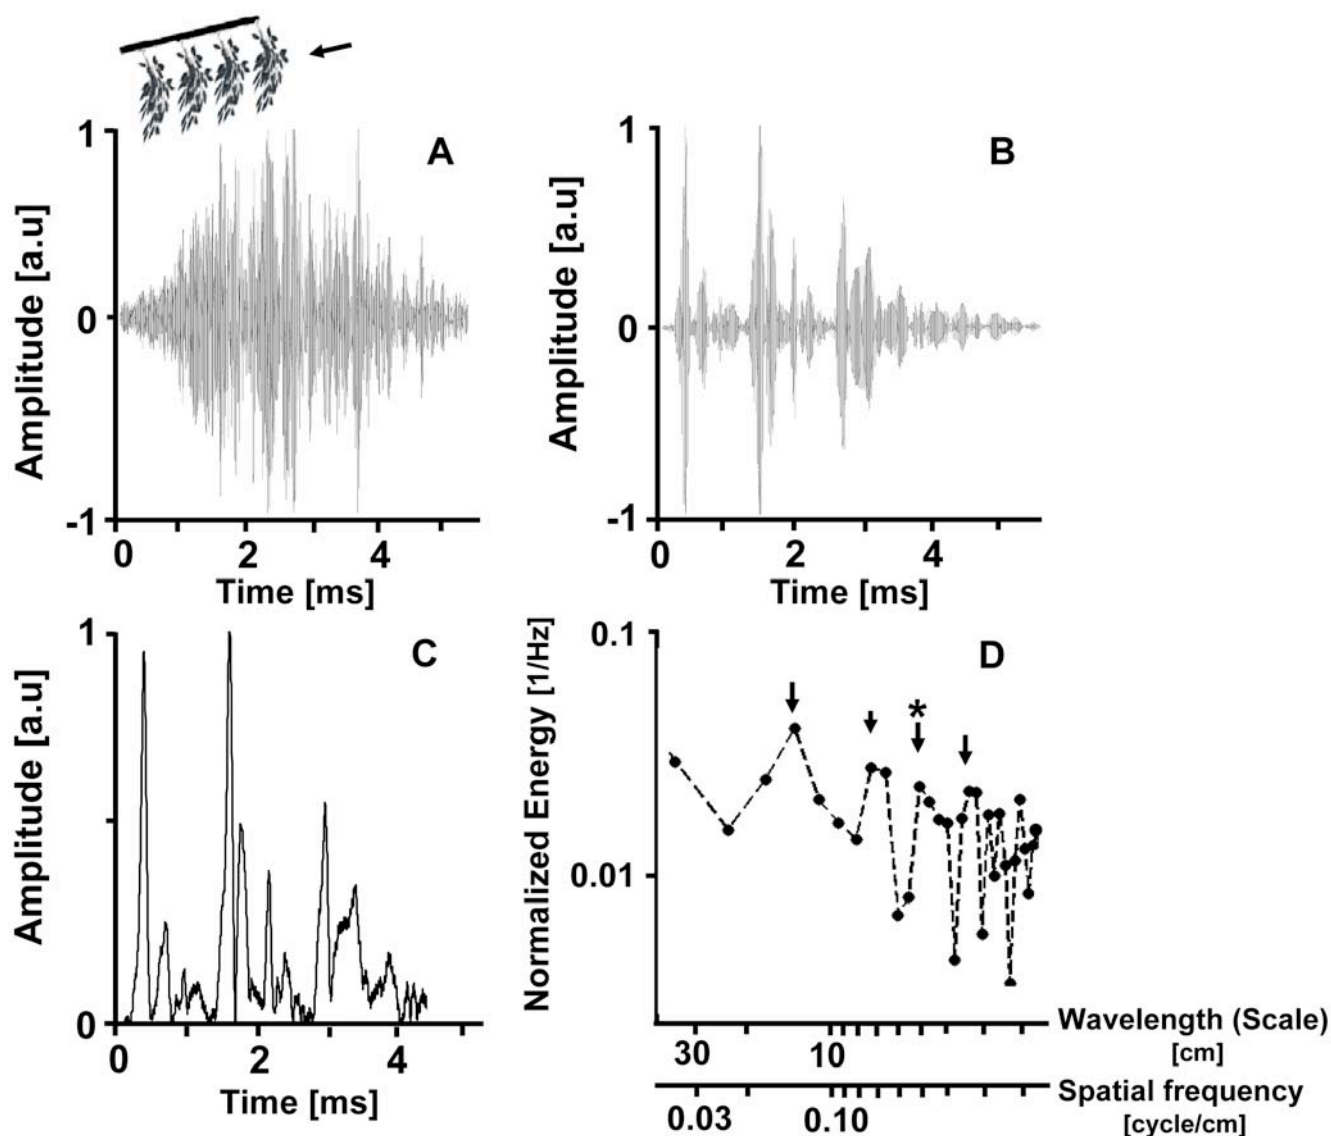 A
1
0
-1
Amplitude [a.u]
0 2 4
Time [ms]
B
1
0
-1
Amplitude [a.u]
0 2 4
Time [ms]
C
1
0
Amplitude [a.u]
0 2 4
Time [ms]
D
0.1
0.01
Normalized Energy [1/Hz]
*
30 10
Wavelength (Scale)
[cm]
0.03 0.10
Spatial frequency
[cycle/cm]